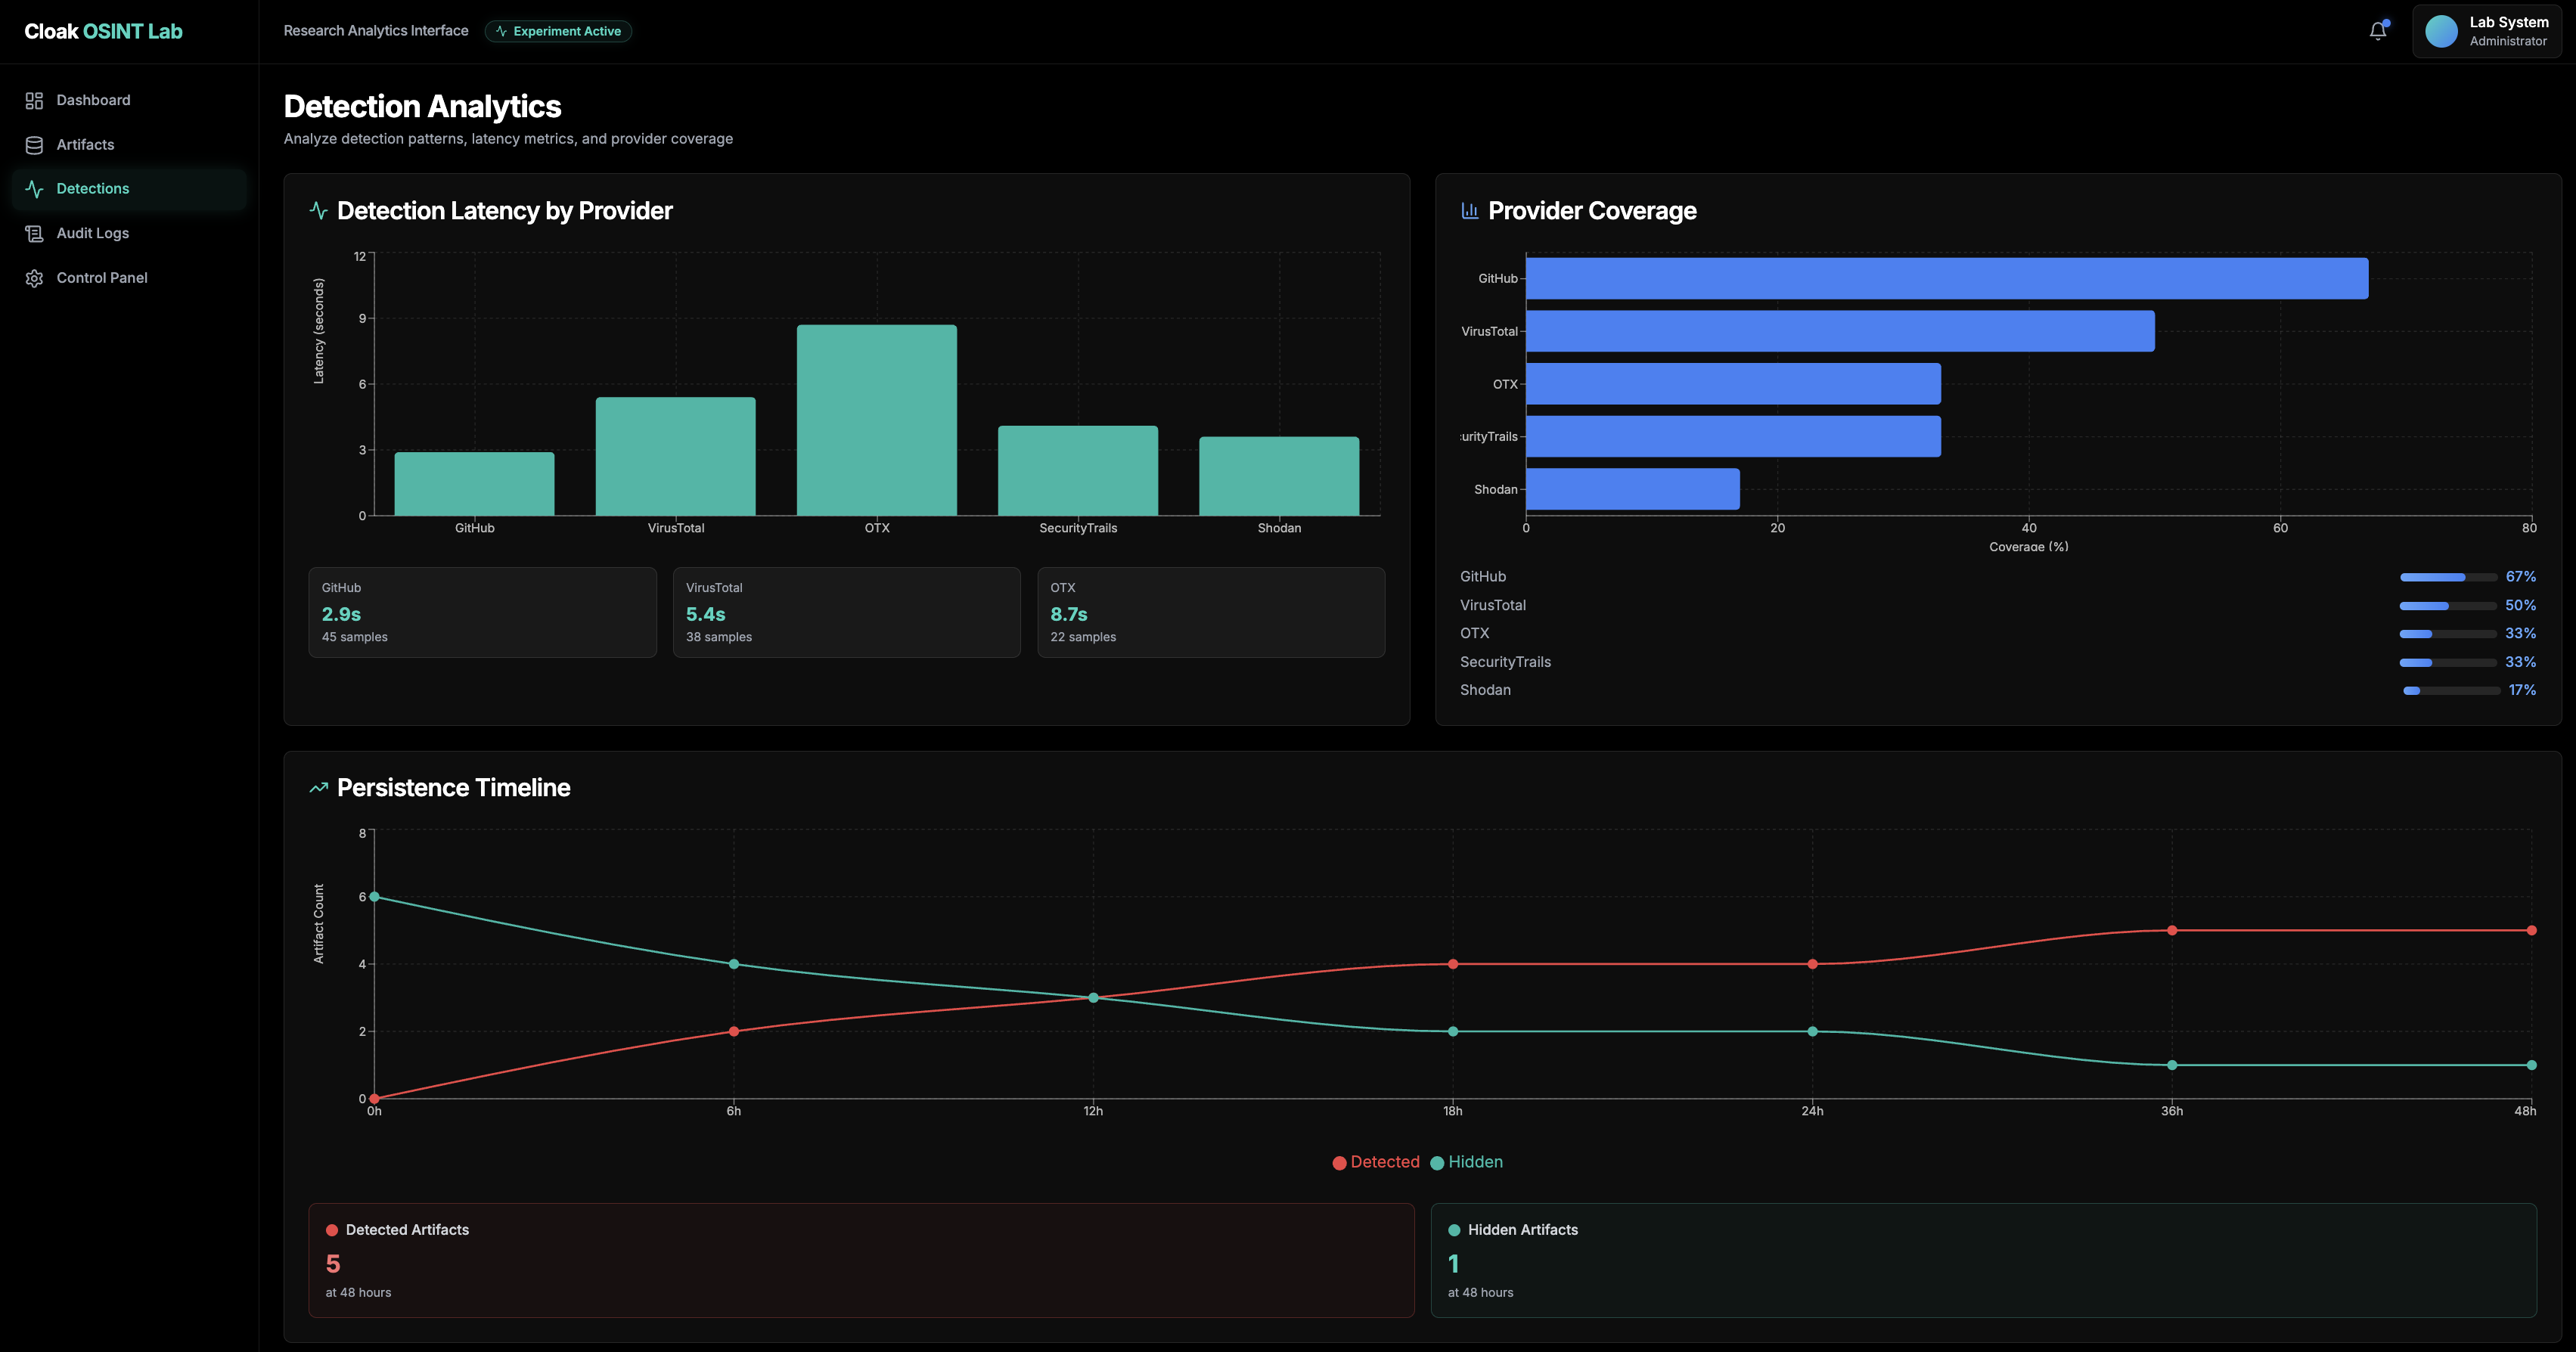 Cloak OSINT Lab
Research Analytics Interface
Experiment Active
Lab System
Administrator
Dashboard
Artifacts
Detections
Audit Logs
Control Panel
Detection Analytics
Analyze detection patterns, latency metrics, and provider coverage
Detection Latency by Provider
Latency (seconds)
12
9
6
3
0
GitHub
VirusTotal
OTX
SecurityTrails
Shodan
GitHub
2.9s
45 samples
VirusTotal
5.4s
38 samples
OTX
8.7s
22 samples
Provider Coverage
GitHub
VirusTotal
OTX
curityTrails
Shodan
0
20
40
60
80
Coverage (%)
GitHub 67%
VirusTotal 50%
OTX 33%
SecurityTrails 33%
Shodan 17%
Persistence Timeline
Artifact Count
8
6
4
2
0
0h
6h
12h
18h
24h
36h
48h
Detected
Hidden
Detected Artifacts
5
at 48 hours
Hidden Artifacts
1
at 48 hours